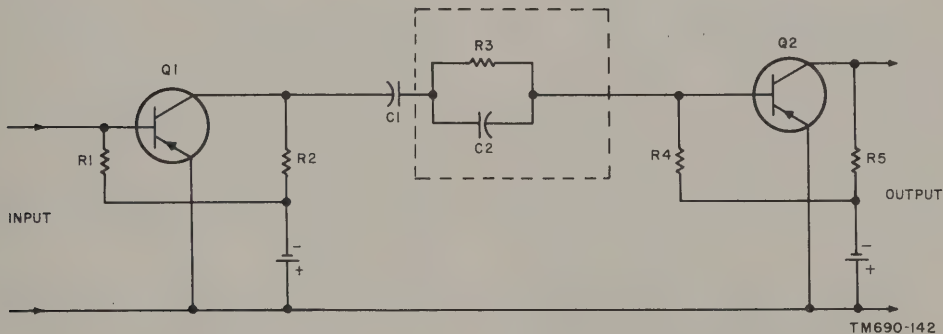 Q1
R1
R2
INPUT
C1
R3
C2
Q2
R4
R5
OUTPUT
-
+
-
+
TM690-142